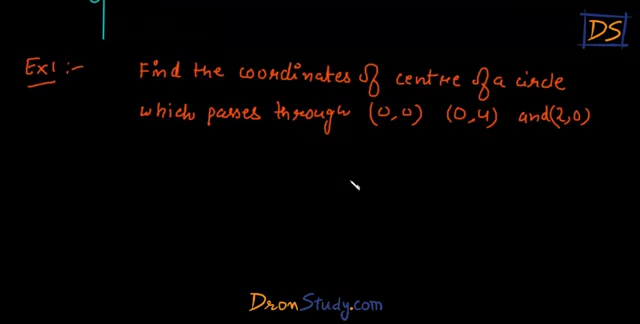 DS
Ex1:- Find the coordinates of centre of a circle
which passes through (0,0) (0,4) and (2,0)
DronStudy.com